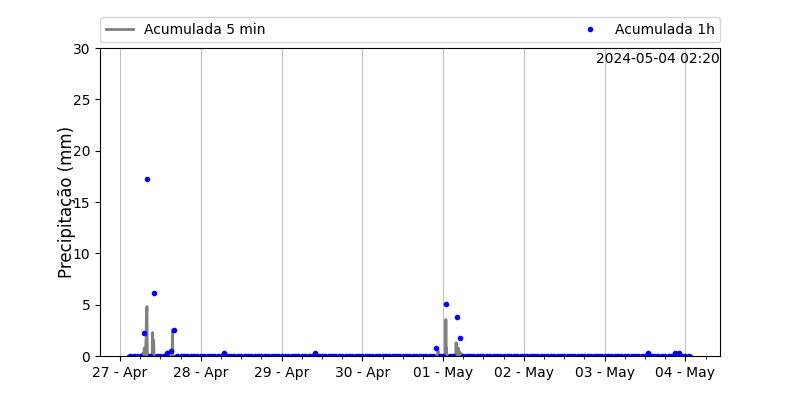 Acumulada 5 min Acumulada 1h
2024-05-04 02:20
Precipitação (mm)
30
25
20
15
10
5
0
27 - Apr 28 - Apr 29 - Apr 30 - Apr 01 - May 02 - May 03 - May 04 - May